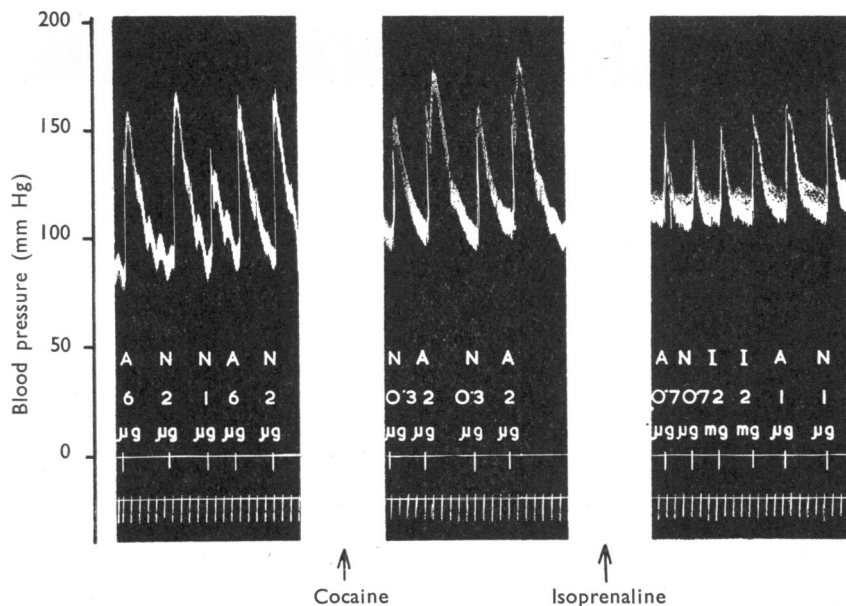 200
150
100
50
0
Blood pressure (mm Hg)
A N N A N
6 2 1 6 2
µg µg µg µg µg
N A N A
0·3 2 0·3 2
µg µg µg µg
A N I I A N
0·7 0·7 2 2 1 1
µg µg mg mg µg µg
Cocaine
Isoprenaline